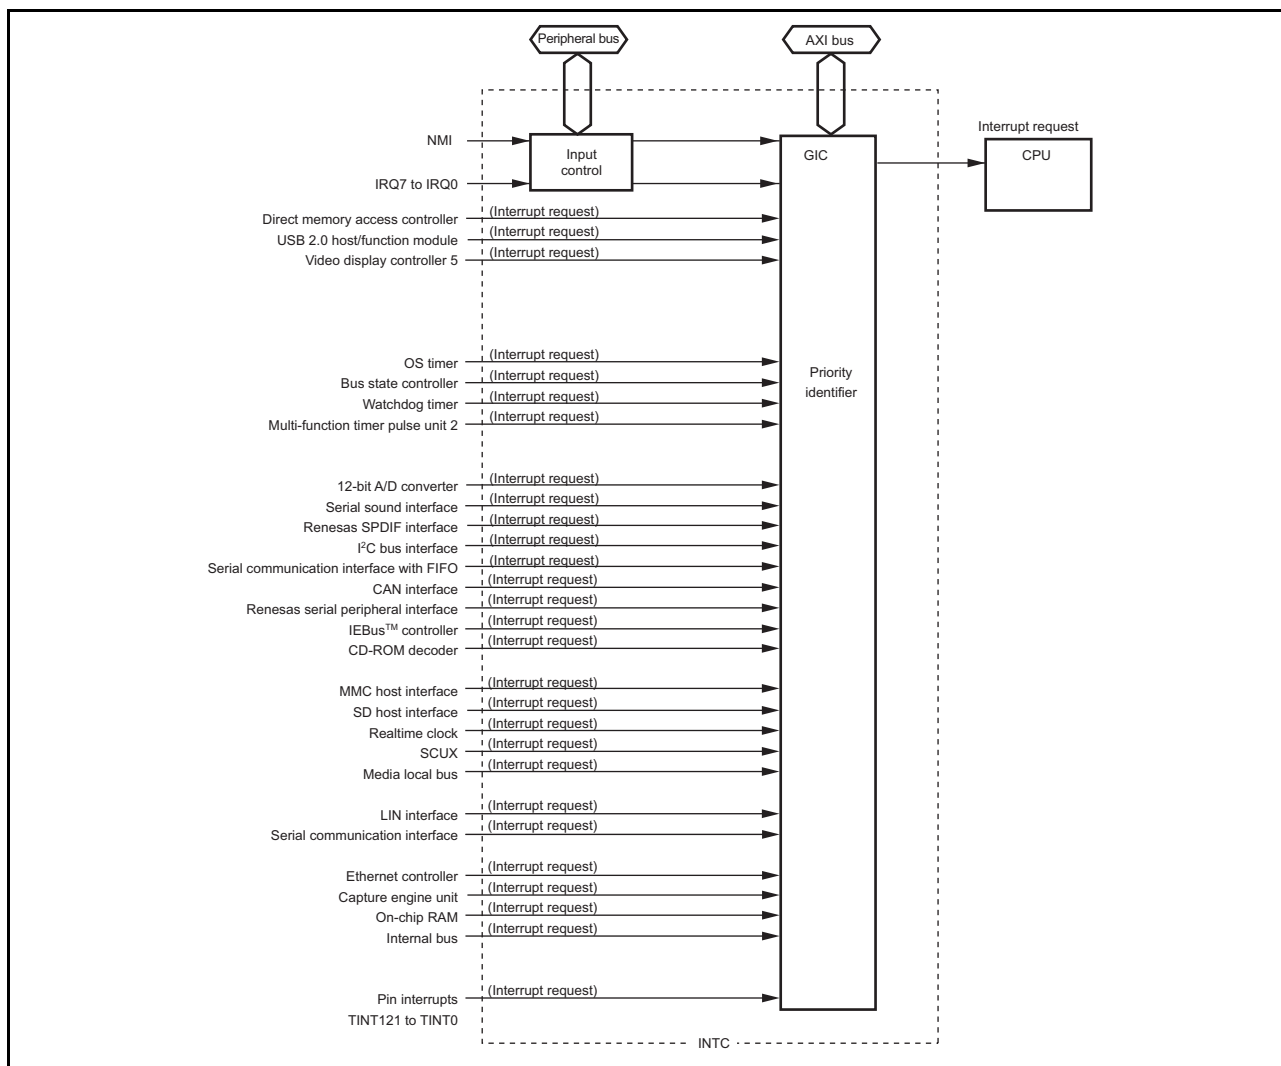 Peripheral bus
AXI bus
Interrupt request
NMI
Input
control
GIC
CPU
IRQ7 to IRQ0
Direct memory access controller
(Interrupt request)
USB 2.0 host/function module
(Interrupt request)
Video display controller 5
(Interrupt request)
OS timer
(Interrupt request)
Bus state controller
(Interrupt request)
Priority
identifier
Watchdog timer
(Interrupt request)
Multi-function timer pulse unit 2
(Interrupt request)
12-bit A/D converter
(Interrupt request)
Serial sound interface
(Interrupt request)
Renesas SPDIF interface
(Interrupt request)
I2C bus interface
(Interrupt request)
Serial communication interface with FIFO
(Interrupt request)
CAN interface
(Interrupt request)
Renesas serial peripheral interface
(Interrupt request)
IEBus™ controller
(Interrupt request)
CD-ROM decoder
(Interrupt request)
MMC host interface
(Interrupt request)
SD host interface
(Interrupt request)
Realtime clock
(Interrupt request)
SCUX
(Interrupt request)
Media local bus
(Interrupt request)
LIN interface
(Interrupt request)
Serial communication interface
(Interrupt request)
Ethernet controller
(Interrupt request)
Capture engine unit
(Interrupt request)
On-chip RAM
(Interrupt request)
Internal bus
(Interrupt request)
Pin interrupts
(Interrupt request)
TINT121 to TINT0
INTC